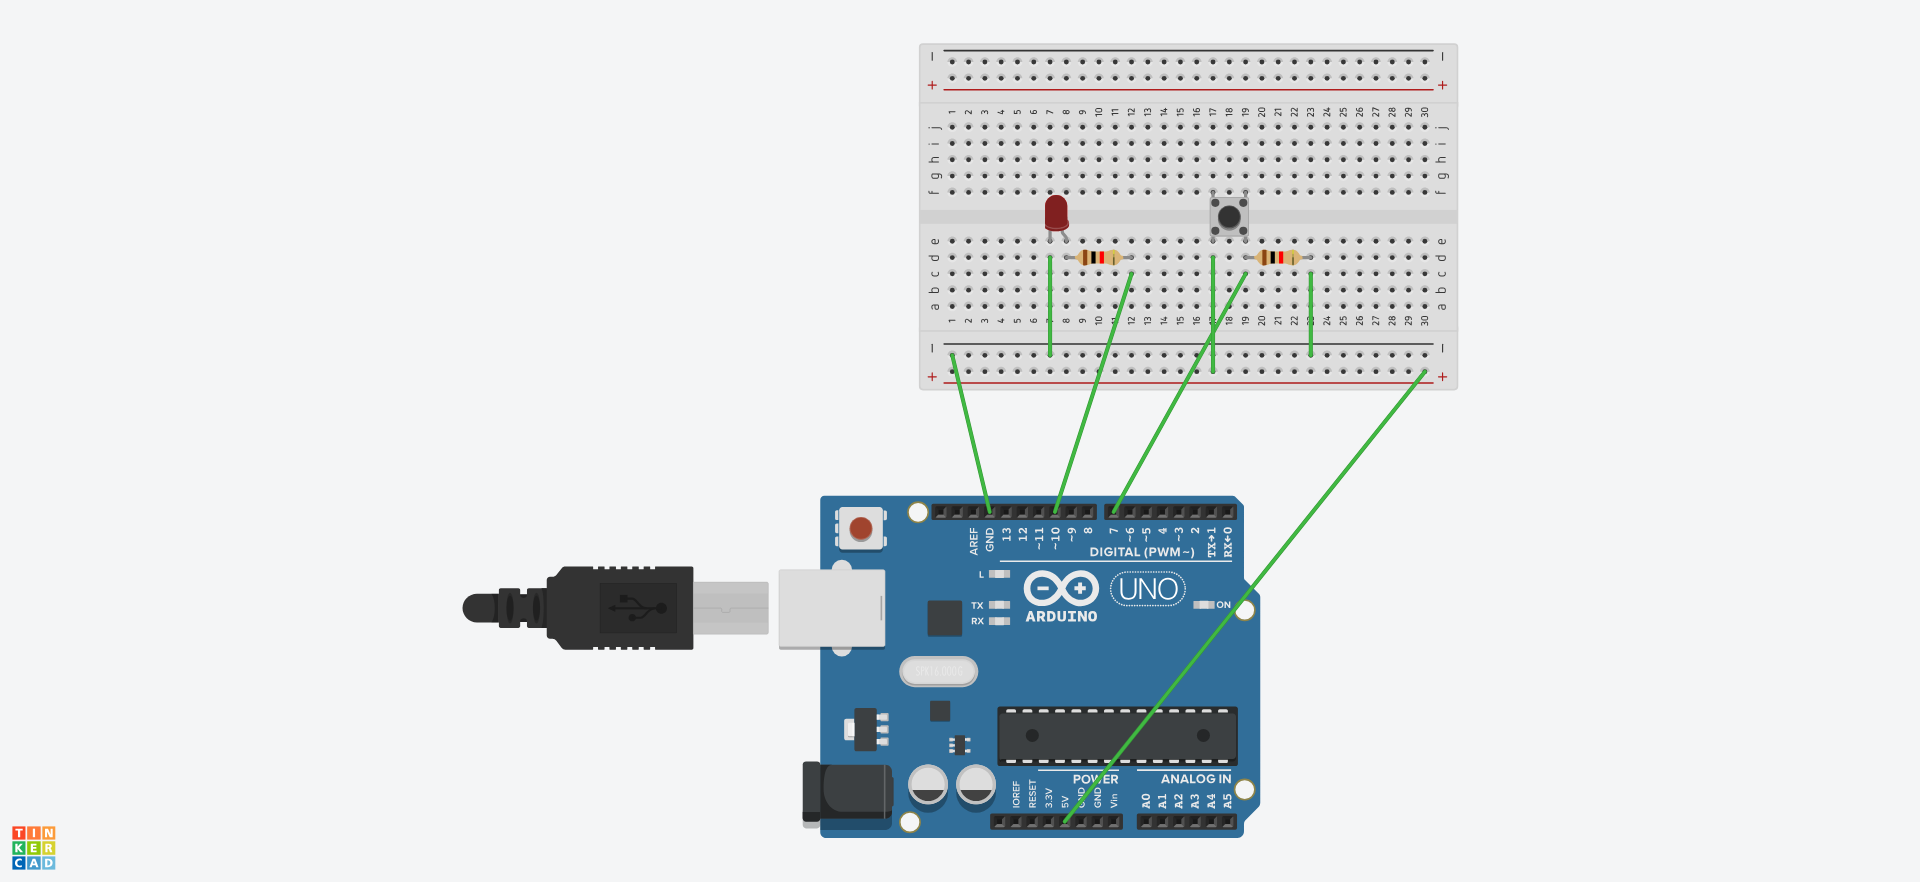 − −
+ +
1 2 3 4 5 6 7 8 9 10 11 12 13 14 15 16 17 18 19 20 21 22 23 24 25 26 27 28 29 30
j j
i i
h h
g g
f f
e e
d d
c c
b b
a a
1 2 3 4 5 6 8 9 10 11 12 13 14 15 16 17 18 19 20 21 22 23 24 25 26 27 28 29 30
− −
+ +
AREF GND 13 12 ~11 ~10 ~9 8 7 ~6 ~5 4 ~3 2 TX→1 RX←0
DIGITAL (PWM~)
L
TX
RX
UNO
ARDUINO
ON
POWER ANALOG IN
IOREF RESET 3.3V 5V GND GND Vin A0 A1 A2 A3 A4 A5
TIN
KER
CAD